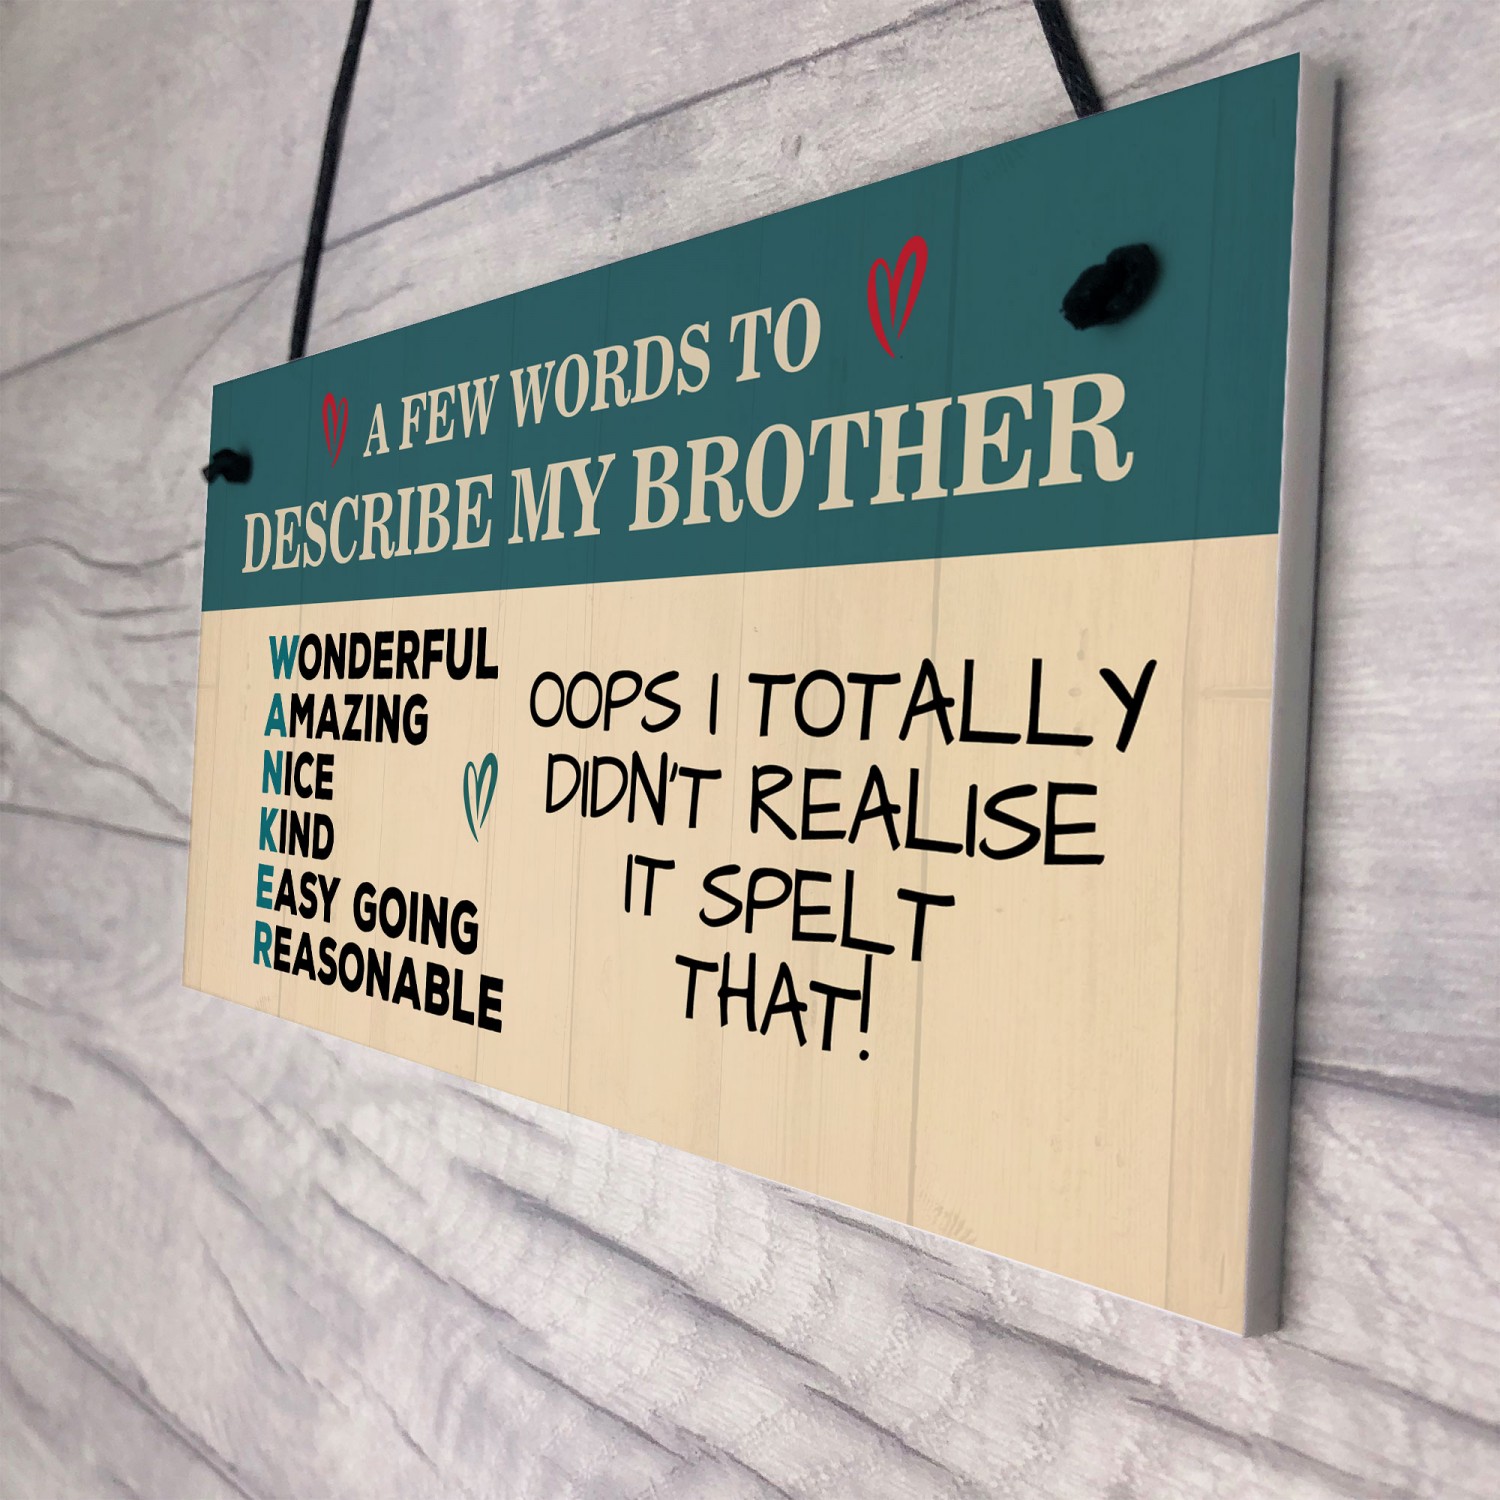 A FEW WORDS TO
DESCRIBE MY BROTHER
WONDERFUL
AMAZING
NICE
KIND
EASY GOING
REASONABLE
OOPS I TOTALLY
DIDN'T REALISE
IT SPELT
THAT!